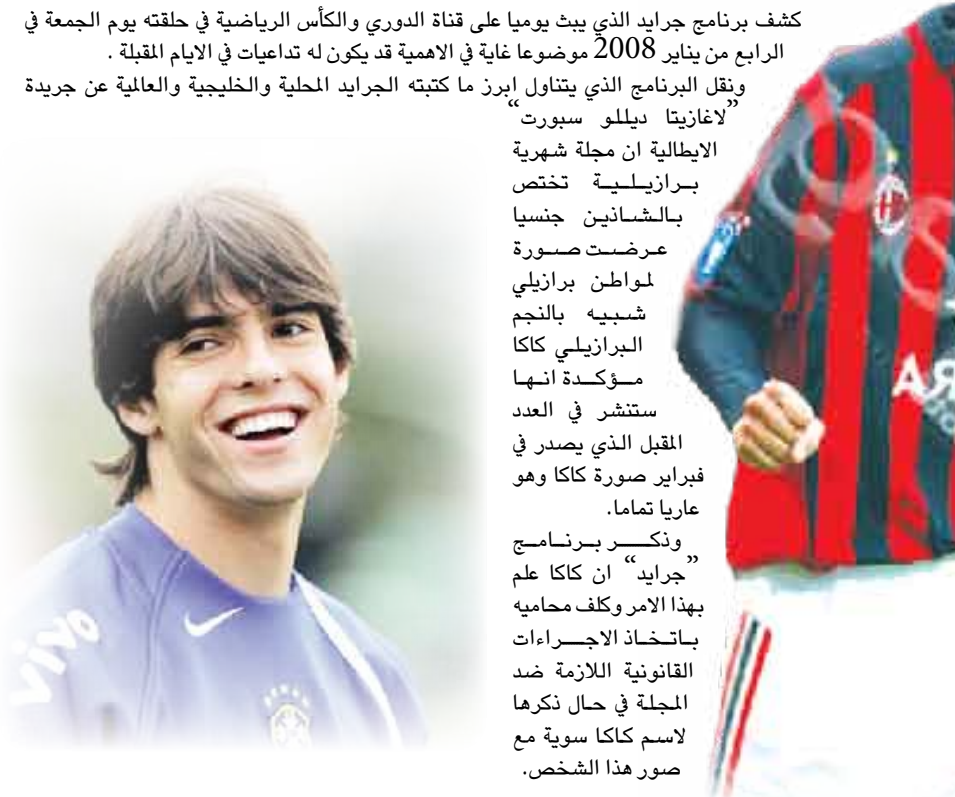 كشف برنامج جرايد الذي يبث يوميا على قناة الدوري والكأس الرياضية في حلقته يوم الجمعة في
الرابع من يناير 2008 موضوعا غاية في الاهمية قد يكون له تداعيات في الايام المقبلة .
ونقل البرنامج الذي يتناول ابرز ما كتبته الجرايد المحلية والخليجية والعالمية عن جريدة
”لاغازيتا ديللو سبورت“
الايطالية ان مجلة شهرية
برازيلية تختص
بالشاذين جنسيا
عرضت صورة
لمواطن برازيلي
شبيه بالنجم
البرازيلي كاكا
مؤكدة انها
ستنشر في العدد
المقبل الذي يصدر في
فبراير صورة كاكا وهو
عاريا تماما.
وذكر برنامج
”جرايد“ ان كاكا علم
بهذا الامر وكلف محاميه
باتخاذ الاجراءات
القانونية اللازمة ضد
المجلة في حال ذكرها
لاسم كاكا سوية مع
صور هذا الشخص.
vivo